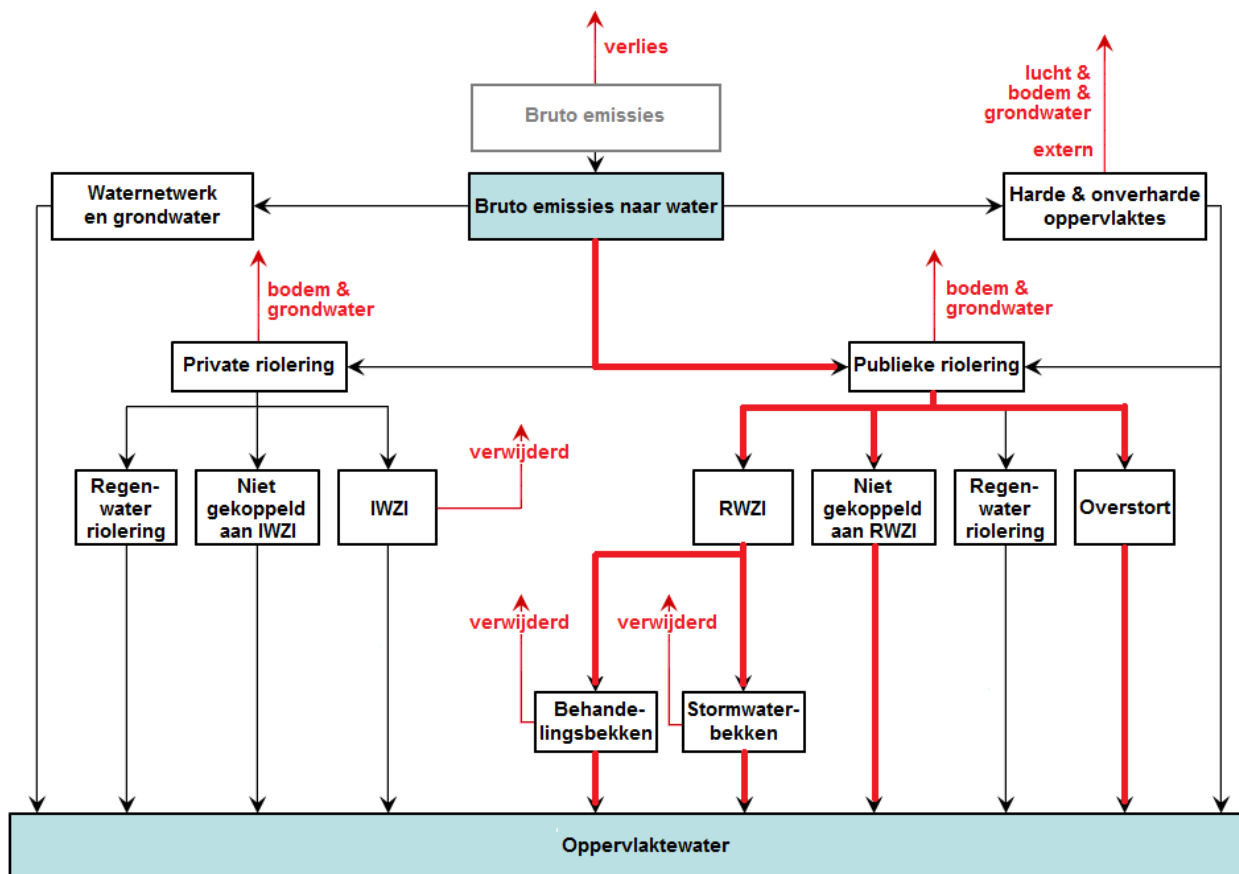 verlies
lucht &
bodem &
grondwater
extern
Bruto emissies
Waternetwerk
en grondwater
Bruto emissies naar water
Harde & onverharde
oppervlaktes
bodem &
grondwater
bodem &
grondwater
Private riolering
Publieke riolering
verwijderd
Regen-
water
riolering
Niet
gekoppeld
aan IWZI
IWZI
RWZI
Niet
gekoppeld
aan RWZI
Regen-
water
riolering
Overstort
verwijderd
verwijderd
Behande-
lingsbekken
Stormwater-
bekken
Oppervlaktewater